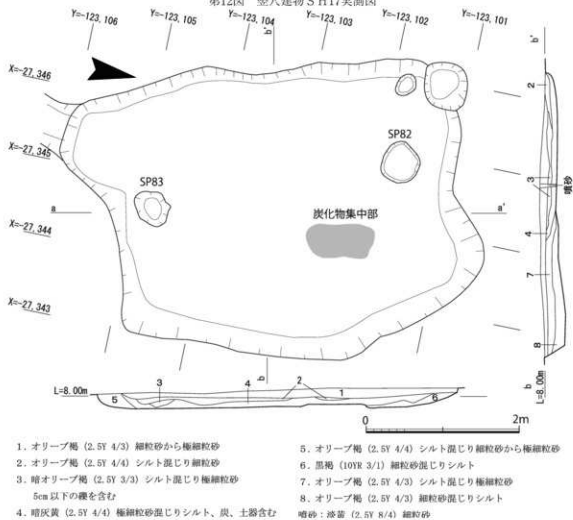 第12図 竪穴建物ＳＨ17実測図
Y=-123,106
Y=-123,105
Y=-123,104
Y=-123,103
Y=-123,102
Y=-123,101
b'
b'
X=-27,346
2
SP82
X=-27,345
SP83
3
噴砂
a
a'
炭化物集中部
X=-27,344
4
7
X=-27,343
8
b
b
L=8.00m
L=8.00m
5
3
4
2
1
6
0
2m
1．オリーブ褐（2.5Y 4/3）細粒砂から極細粒砂
2．オリーブ褐（2.5Y 4/4）シルト混じり細粒砂
3．暗オリーブ褐（2.5Y 3/3）シルト混じり極細粒砂
5cm以下の礫を含む
4．暗灰黄（2.5Y 4/4）極細粒砂混じりシルト、炭、土器含む
5．オリーブ褐（2.5Y 4/4）シルト混じり細粒砂から極細粒砂
6．黒褐（10YR 3/1）細粒砂混じりシルト
7．オリーブ褐（2.5Y 4/3）シルト混じり極細粒砂
8．オリーブ褐（2.5Y 4/3）細粒砂混じりシルト
噴砂：淡黄（2.5Y 8/4）細粒砂